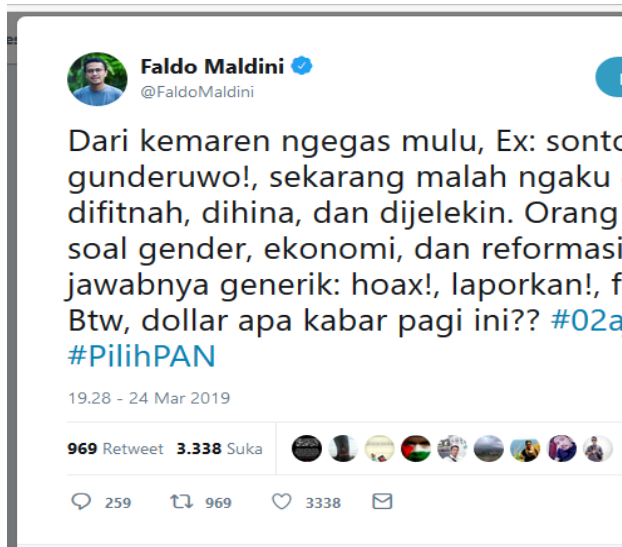 Faldo Maldini
@FaldoMaldini
Dari kemaren ngegas mulu, Ex: sonto
gunderuwo!, sekarang malah ngaku
difitnah, dihina, dan dijelekin. Orang
soal gender, ekonomi, dan reformasi
jawabnya generik: hoax!, laporkan!, f
Btw, dollar apa kabar pagi ini?? #02a
#PilihPAN
19.28 - 24 Mar 2019
969 Retweet 3.338 Suka
259 969 3338